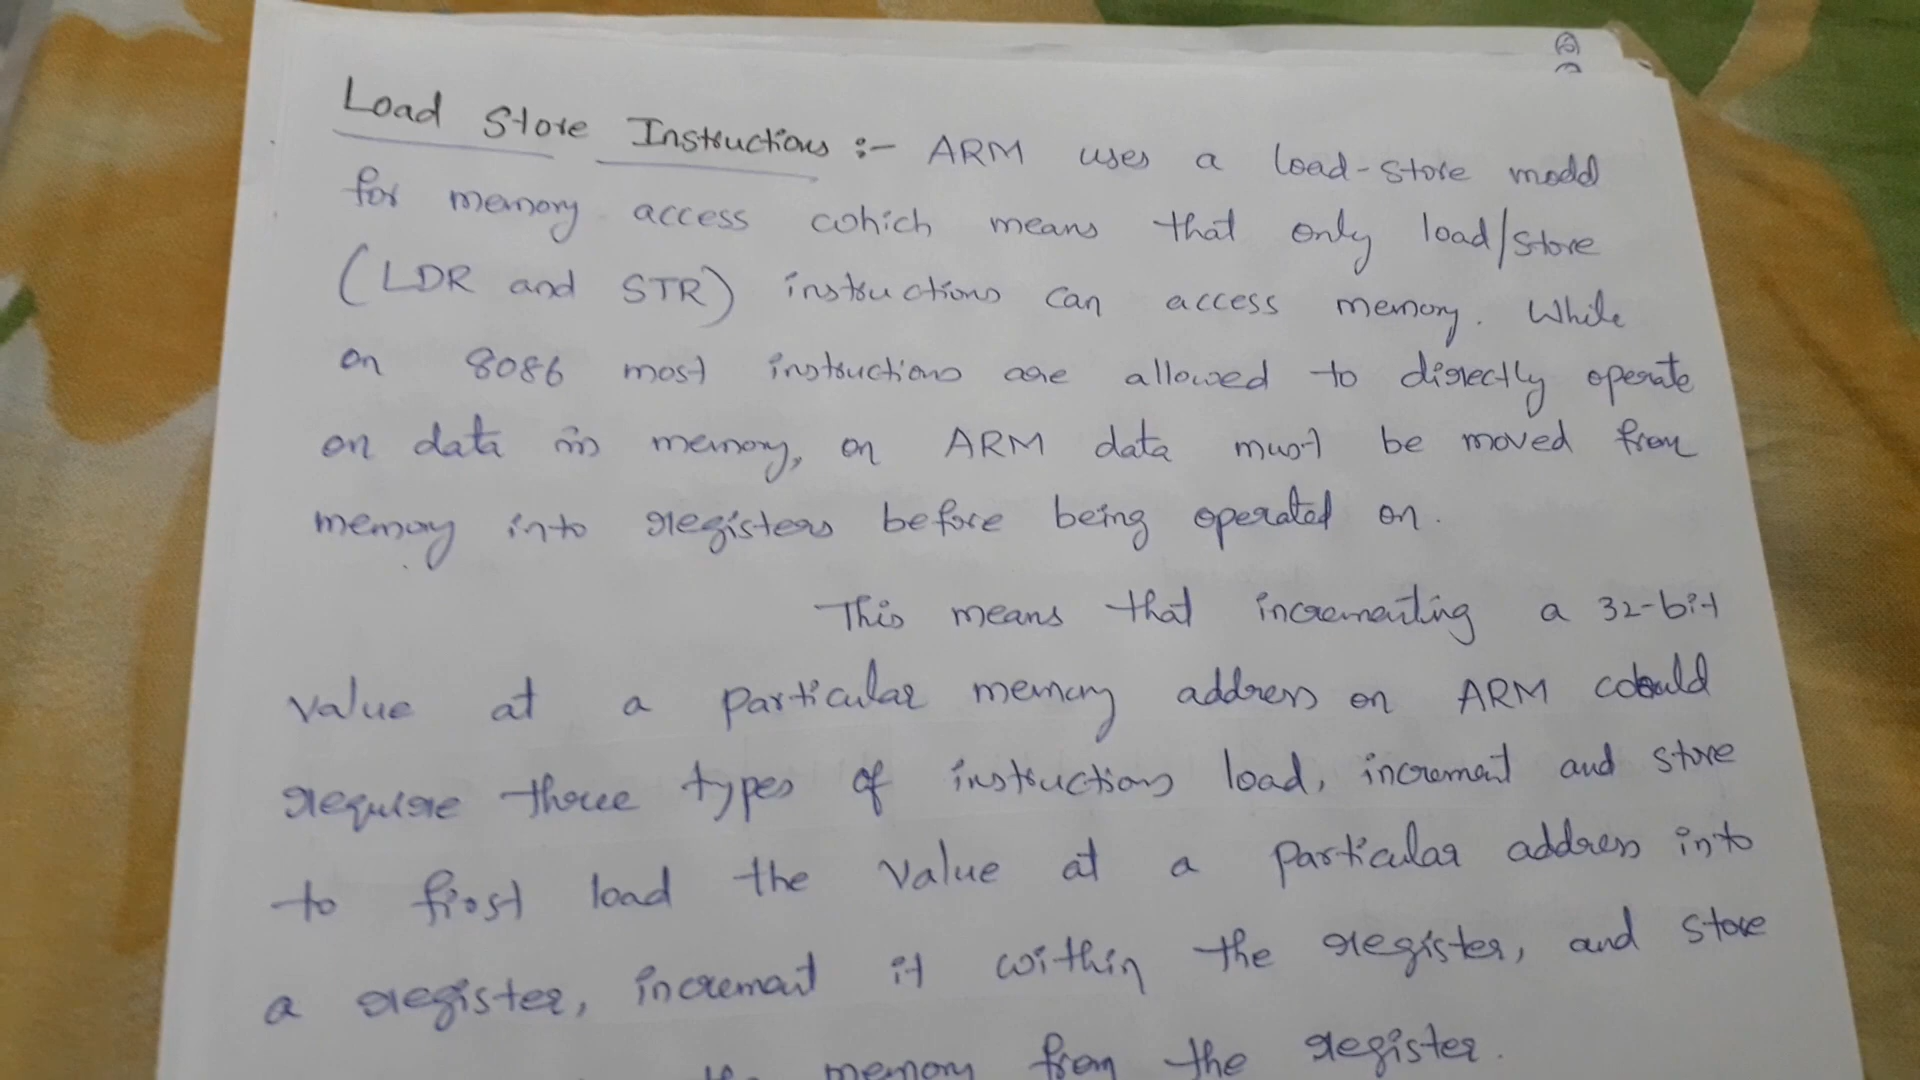 Load Store Instructions :- ARM uses a load-store model
for memory access which means that only load/store
(LDR and STR) instructions can access memory. While
on 8086 most instructions are allowed to directly operate
on data in memory, on ARM data must be moved from
memory into registers before being operated on.
This means that incrementing a 32-bit
value at a particular memory address on ARM could
require three types of instructions load, increment and store
to first load the value at a particular address into
a register, increment it within the register, and store
memory from the register.